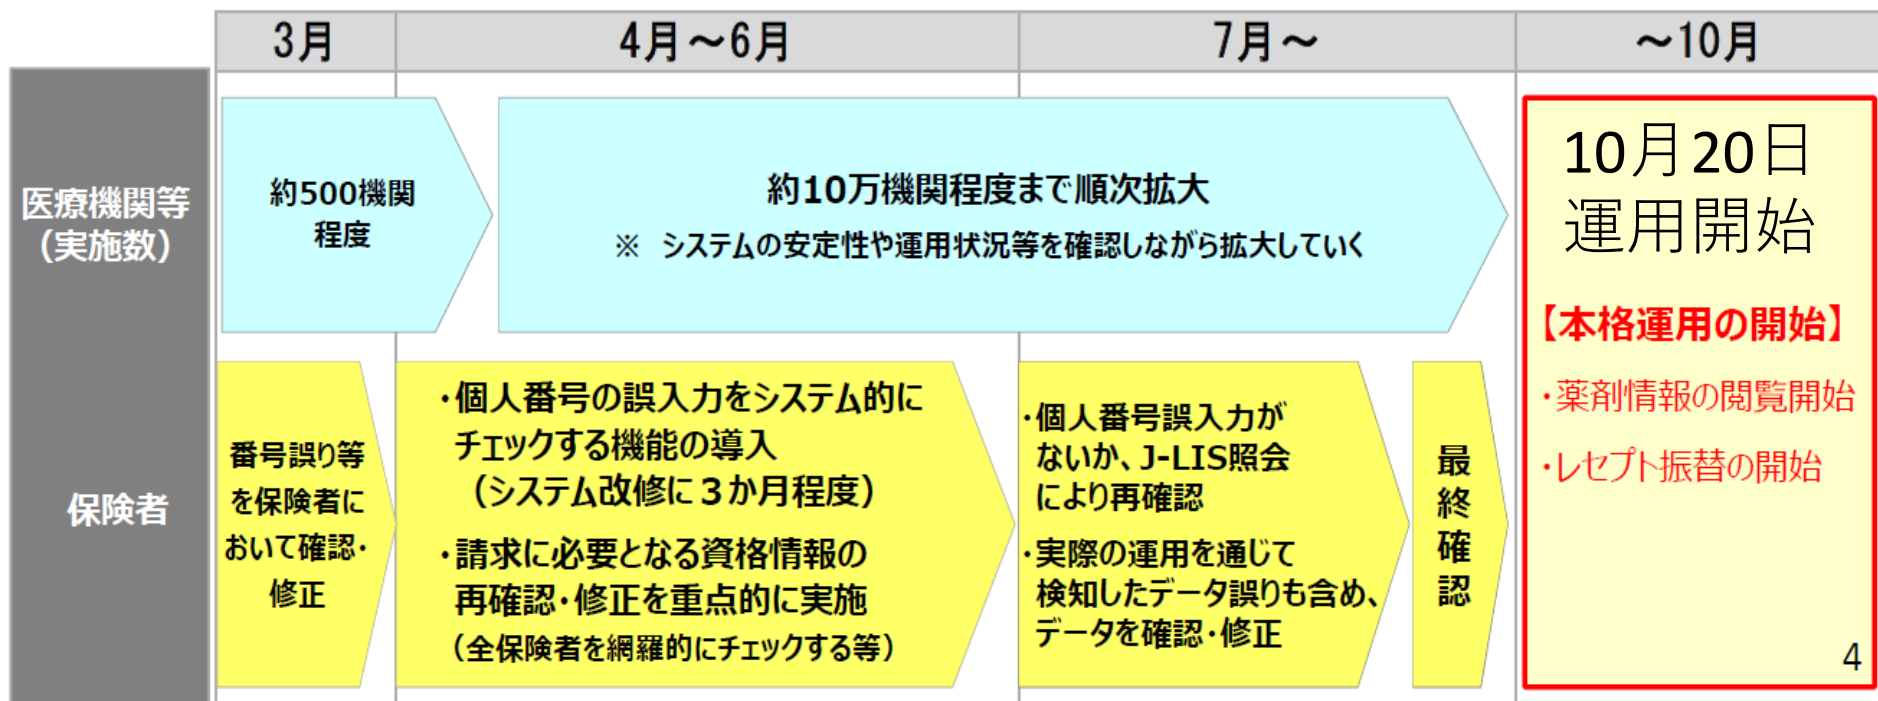 3月
4月～6月
7月～
～10月
医療機関等
（実施数）
約500機関
程度
約10万機関程度まで順次拡大
※　システムの安定性や運用状況等を確認しながら拡大していく
10月20日
運用開始
【本格運用の開始】
・薬剤情報の閲覧開始
・レセプト振替の開始
保険者
番号誤り等
を保険者に
おいて確認・
修正
・個人番号の誤入力をシステム的に
チェックする機能の導入
（システム改修に３か月程度）
・請求に必要となる資格情報の
再確認・修正を重点的に実施
（全保険者を網羅的にチェックする等）
・個人番号誤入力が
ないか、J-LIS照会
により再確認
・実際の運用を通じて
検知したデータ誤りも含め、
データを確認・修正
最終確認
4